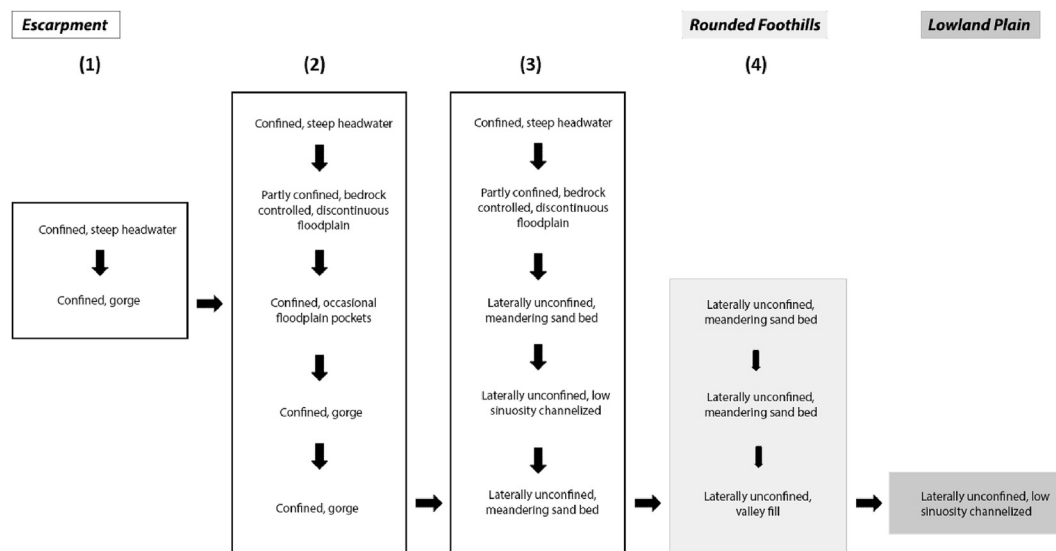 Escarpment
Rounded Foothills
Lowland Plain
(1)
(2)
(3)
(4)
Confined, steep headwater
Confined, gorge
Confined, steep headwater
Partly confined, bedrock
controlled, discontinuous
floodplain
Confined, occasional
floodplain pockets
Confined, gorge
Confined, gorge
Confined, steep headwater
Partly confined, bedrock
controlled, discontinuous
floodplain
Laterally unconfined,
meandering sand bed
Laterally unconfined, low
sinuosity channelized
Laterally unconfined,
meandering sand bed
Laterally unconfined,
meandering sand bed
Laterally unconfined,
meandering sand bed
Laterally unconfined,
valley fill
Laterally unconfined, low
sinuosity channelized